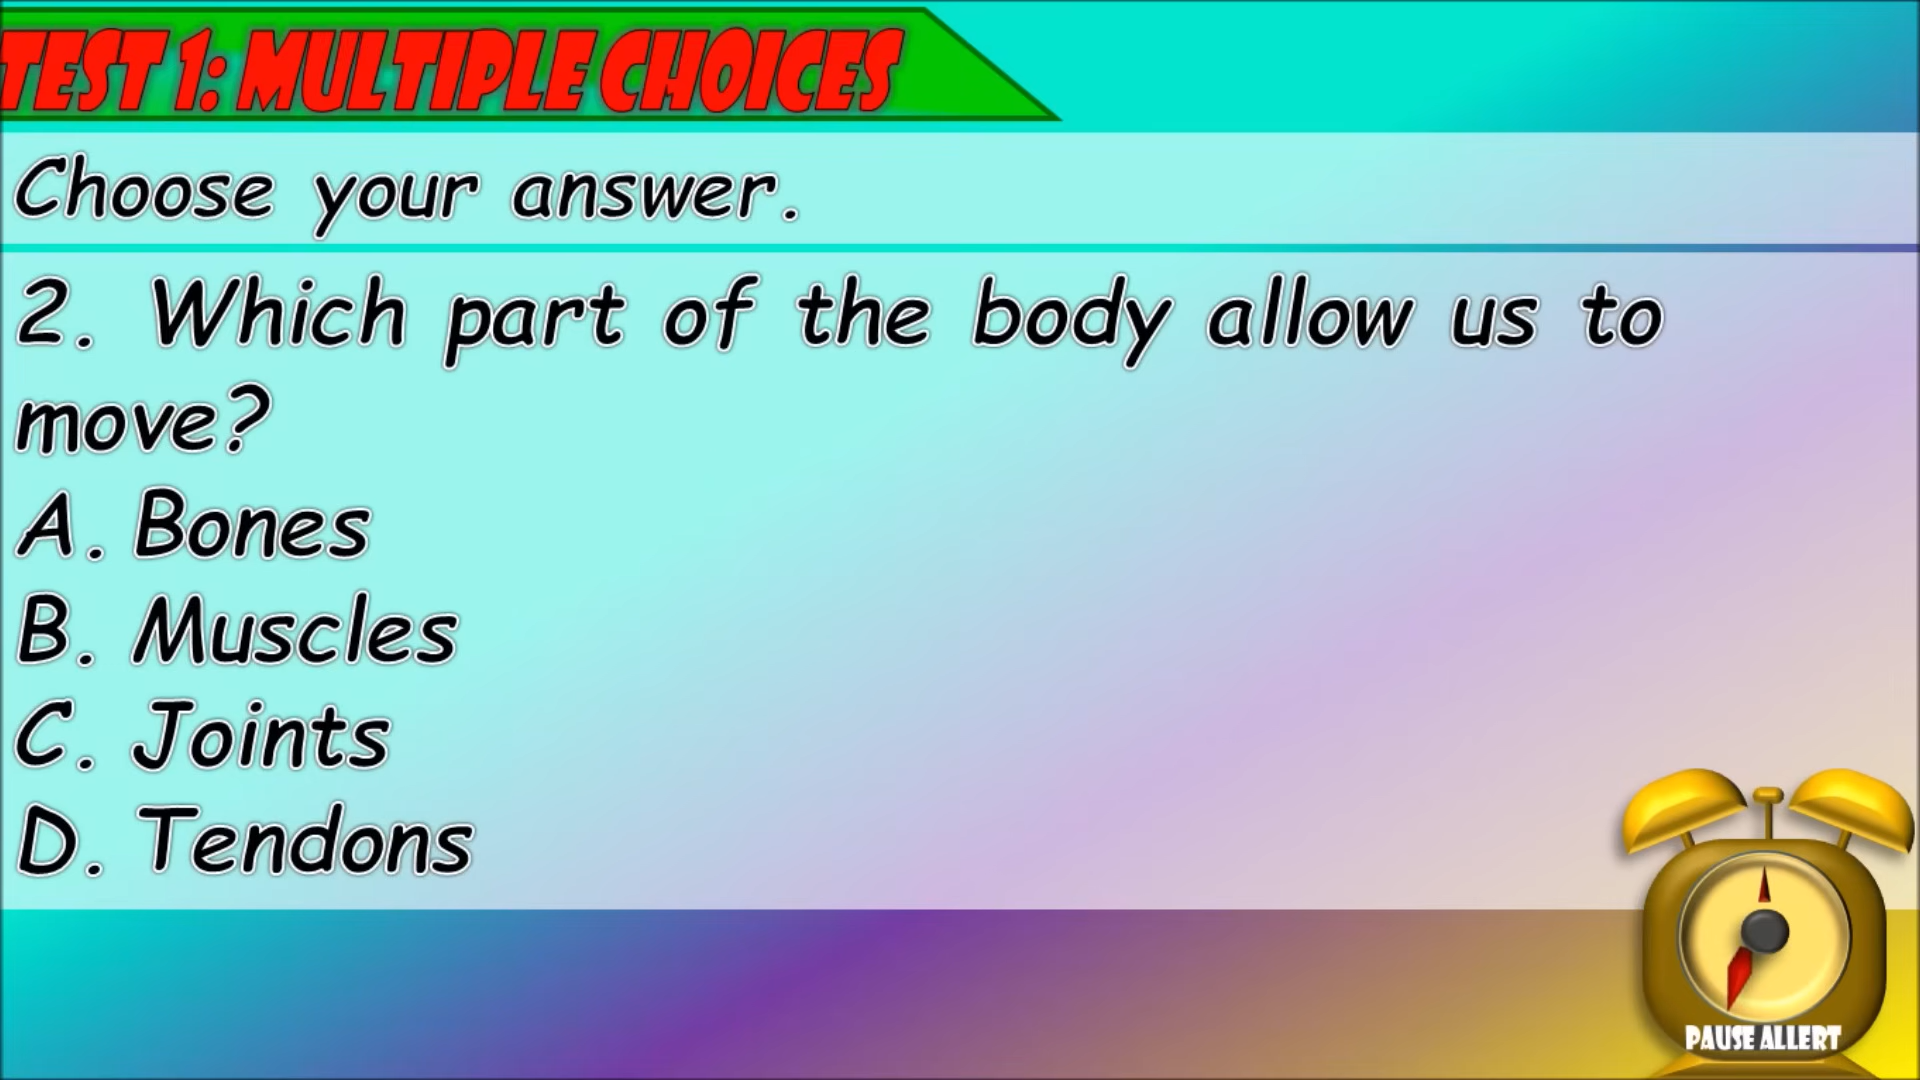 TEST 1: MULTIPLE CHOICES
Choose your answer.
2. Which part of the body allow us to
move?
A. Bones
B. Muscles
C. Joints
D. Tendons
PAUSE ALLERT